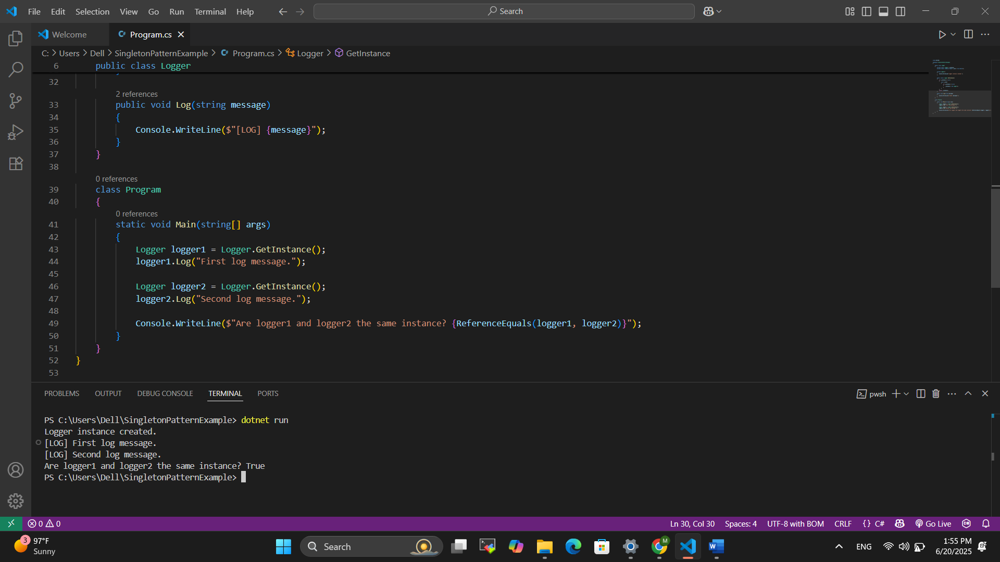 File Edit Selection View Go Run Terminal Help
Search
Welcome
C# Program.cs
C: > Users > Dell > SingletonPatternExample > C# Program.cs > Logger > GetInstance
6 public class Logger
32
2 references
33 public void Log(string message)
34 {
35 Console.WriteLine($"[LOG] {message}");
36 }
37 }
38
0 references
39 class Program
40 {
0 references
41 static void Main(string[] args)
42 {
43 Logger logger1 = Logger.GetInstance();
44 logger1.Log("First log message.");
45
46 Logger logger2 = Logger.GetInstance();
47 logger2.Log("Second log message.");
48
49 Console.WriteLine($"Are logger1 and logger2 the same instance? {ReferenceEquals(logger1, logger2)}");
50 }
51 }
52 }
53
PROBLEMS OUTPUT DEBUG CONSOLE TERMINAL PORTS
pwsh
PS C:\Users\Dell\SingletonPatternExample> dotnet run
Logger instance created.
[LOG] First log message.
[LOG] Second log message.
Are logger1 and logger2 the same instance? True
PS C:\Users\Dell\SingletonPatternExample>
0 0
Ln 30, Col 30 Spaces: 4 UTF-8 with BOM CRLF {} C# Go Live
3
97°F
Sunny
Search
M
W
ENG
1:55 PM
6/20/2025